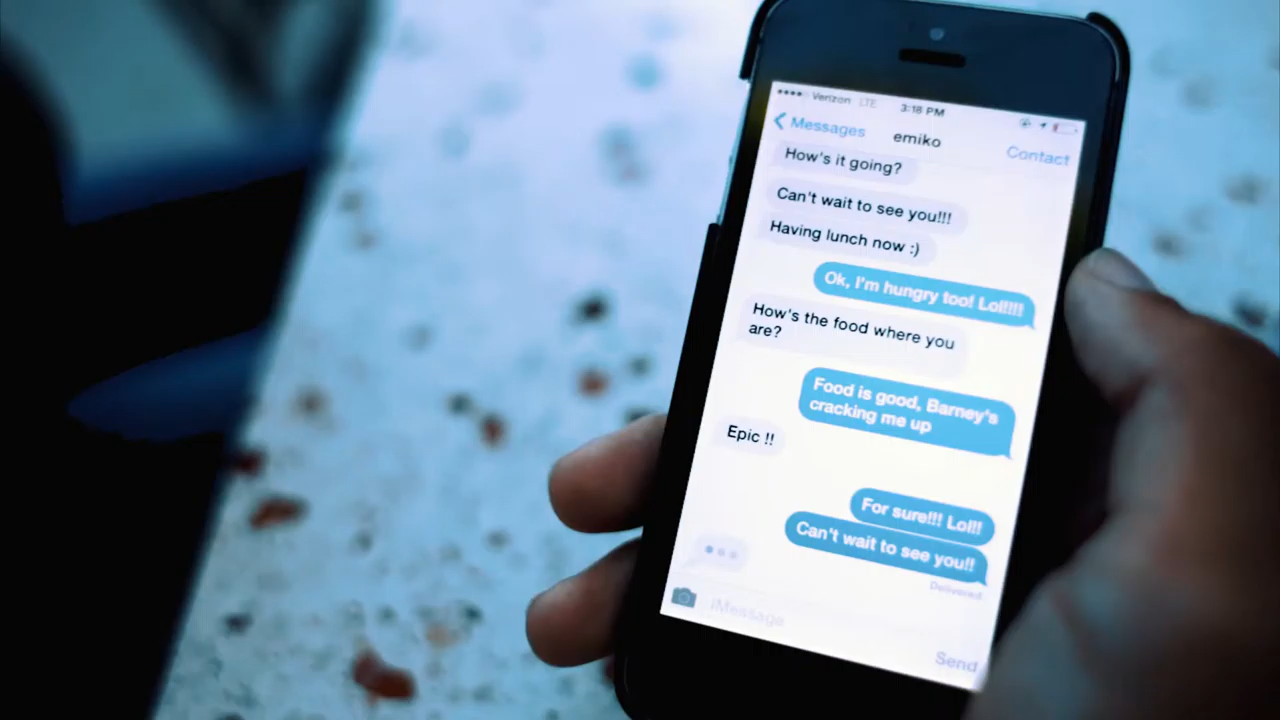 Verizon LTE 3:18 PM
Messages emiko Contact
How's it going?
Can't wait to see you!!!
Having lunch now :)
Ok, I'm hungry too! Lol!!!!
How's the food where you
are?
Food is good, Barney's
cracking me up
Epic !!
For sure!!! Lol!!
Can't wait to see you!!
Delivered
iMessage
Send